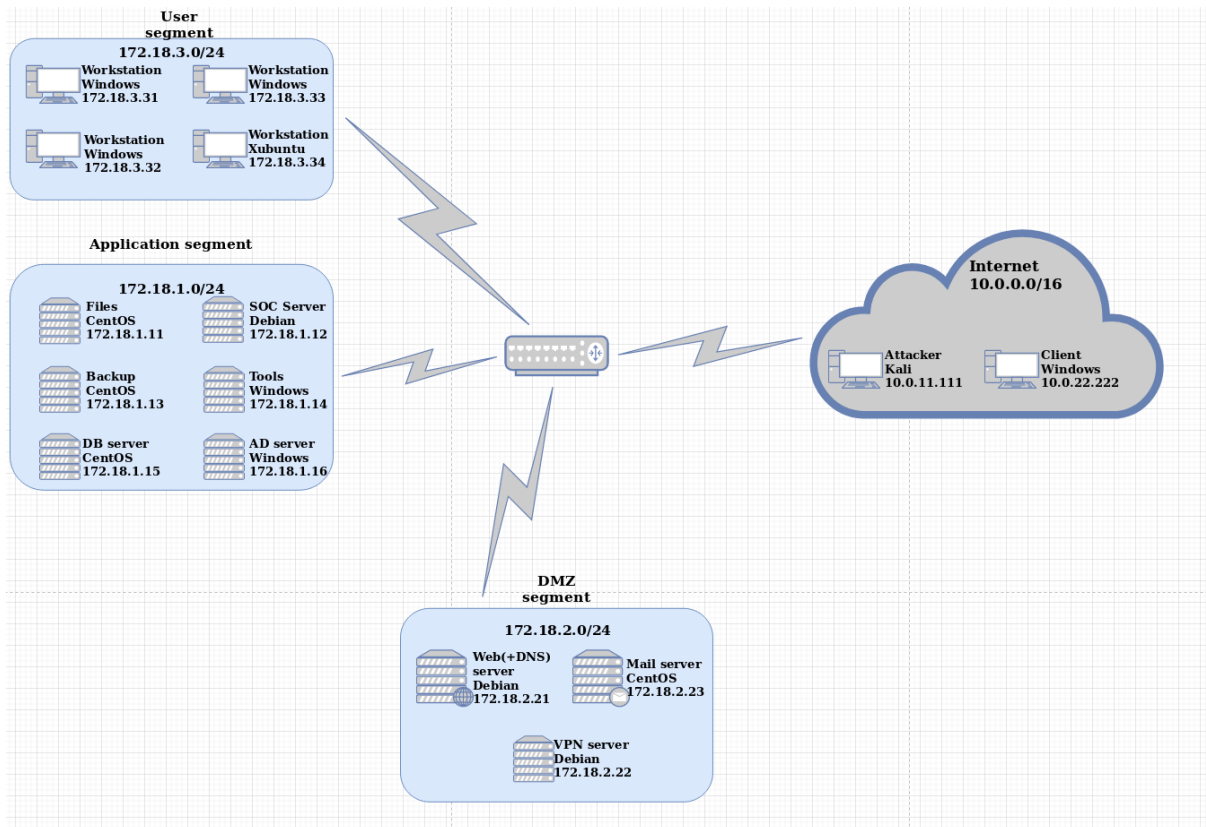 User
segment
172.18.3.0/24
Workstation
Windows
172.18.3.31
Workstation
Windows
172.18.3.33
Workstation
Windows
172.18.3.32
Workstation
Xubuntu
172.18.3.34
Application segment
172.18.1.0/24
Files
CentOS
172.18.1.11
SOC Server
Debian
172.18.1.12
Backup
CentOS
172.18.1.13
Tools
Windows
172.18.1.14
DB server
CentOS
172.18.1.15
AD server
Windows
172.18.1.16
Internet
10.0.0.0/16
Attacker
Kali
10.0.11.111
Client
Windows
10.0.22.222
DMZ
segment
172.18.2.0/24
Web(+DNS)
server
Debian
172.18.2.21
Mail server
CentOS
172.18.2.23
VPN server
Debian
172.18.2.22